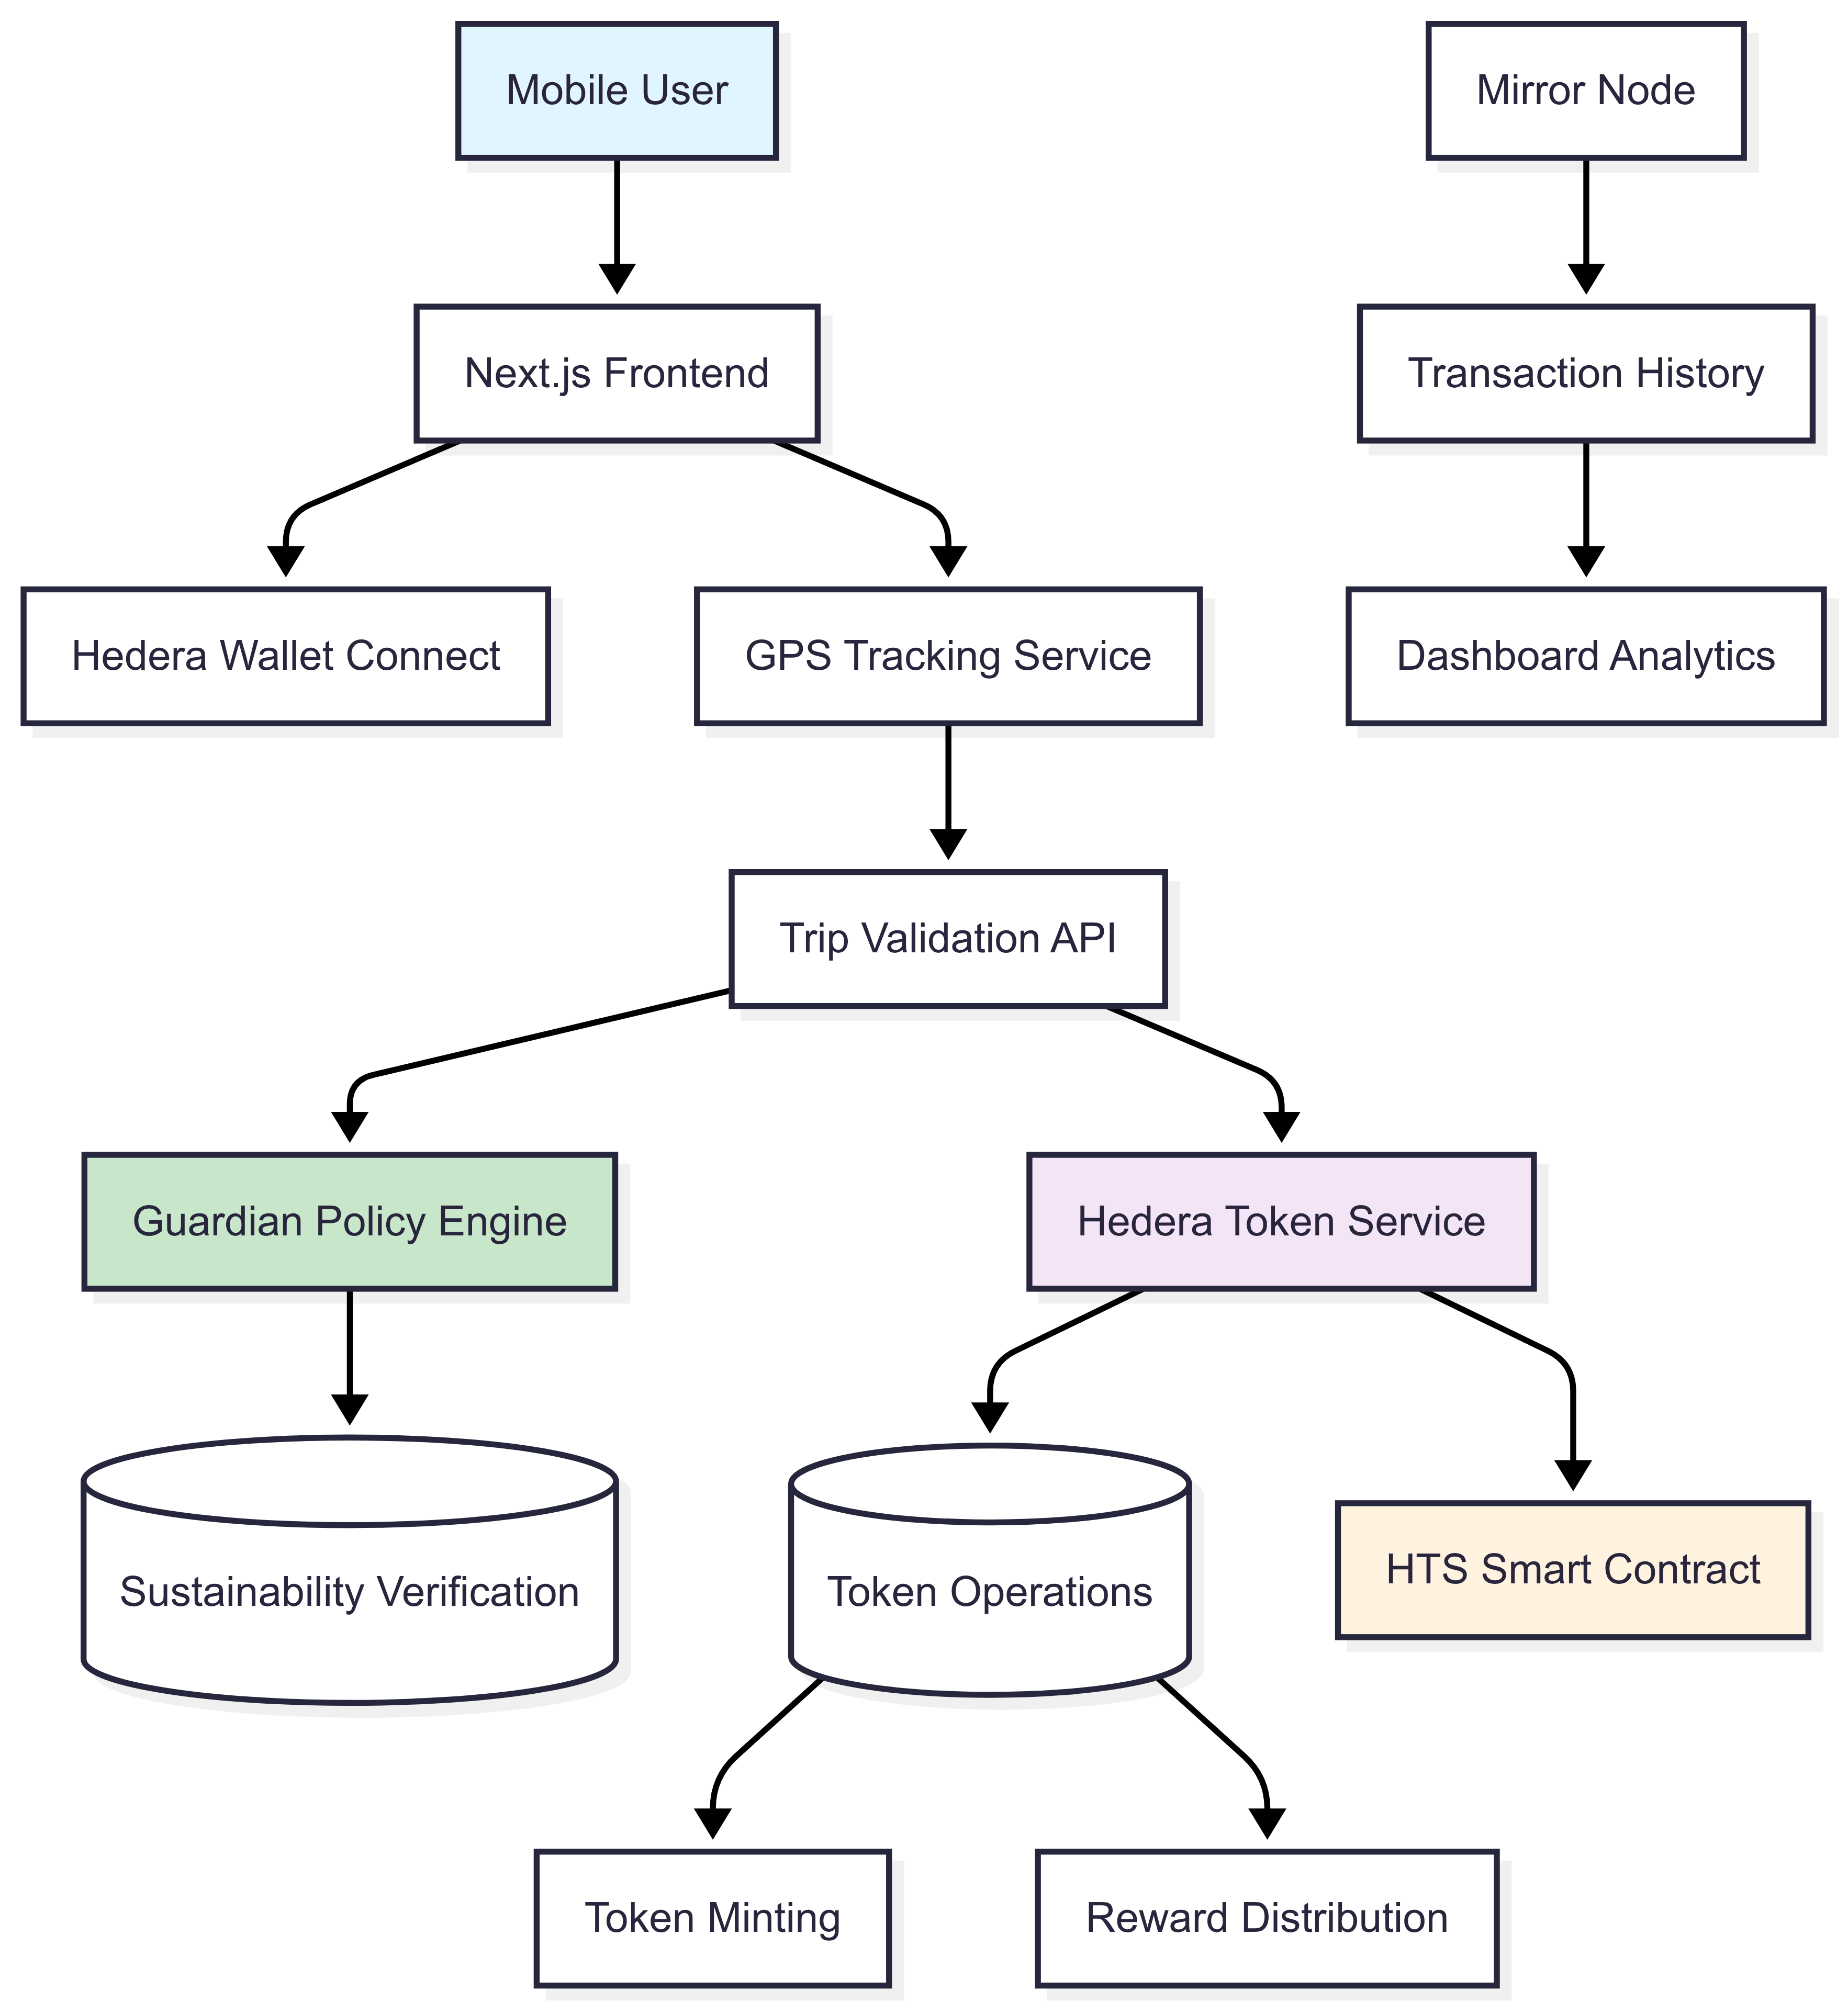 Mobile User
Mirror Node
Next.js Frontend
Transaction History
Hedera Wallet Connect
GPS Tracking Service
Dashboard Analytics
Trip Validation API
Guardian Policy Engine
Hedera Token Service
Sustainability Verification
Token Operations
HTS Smart Contract
Token Minting
Reward Distribution